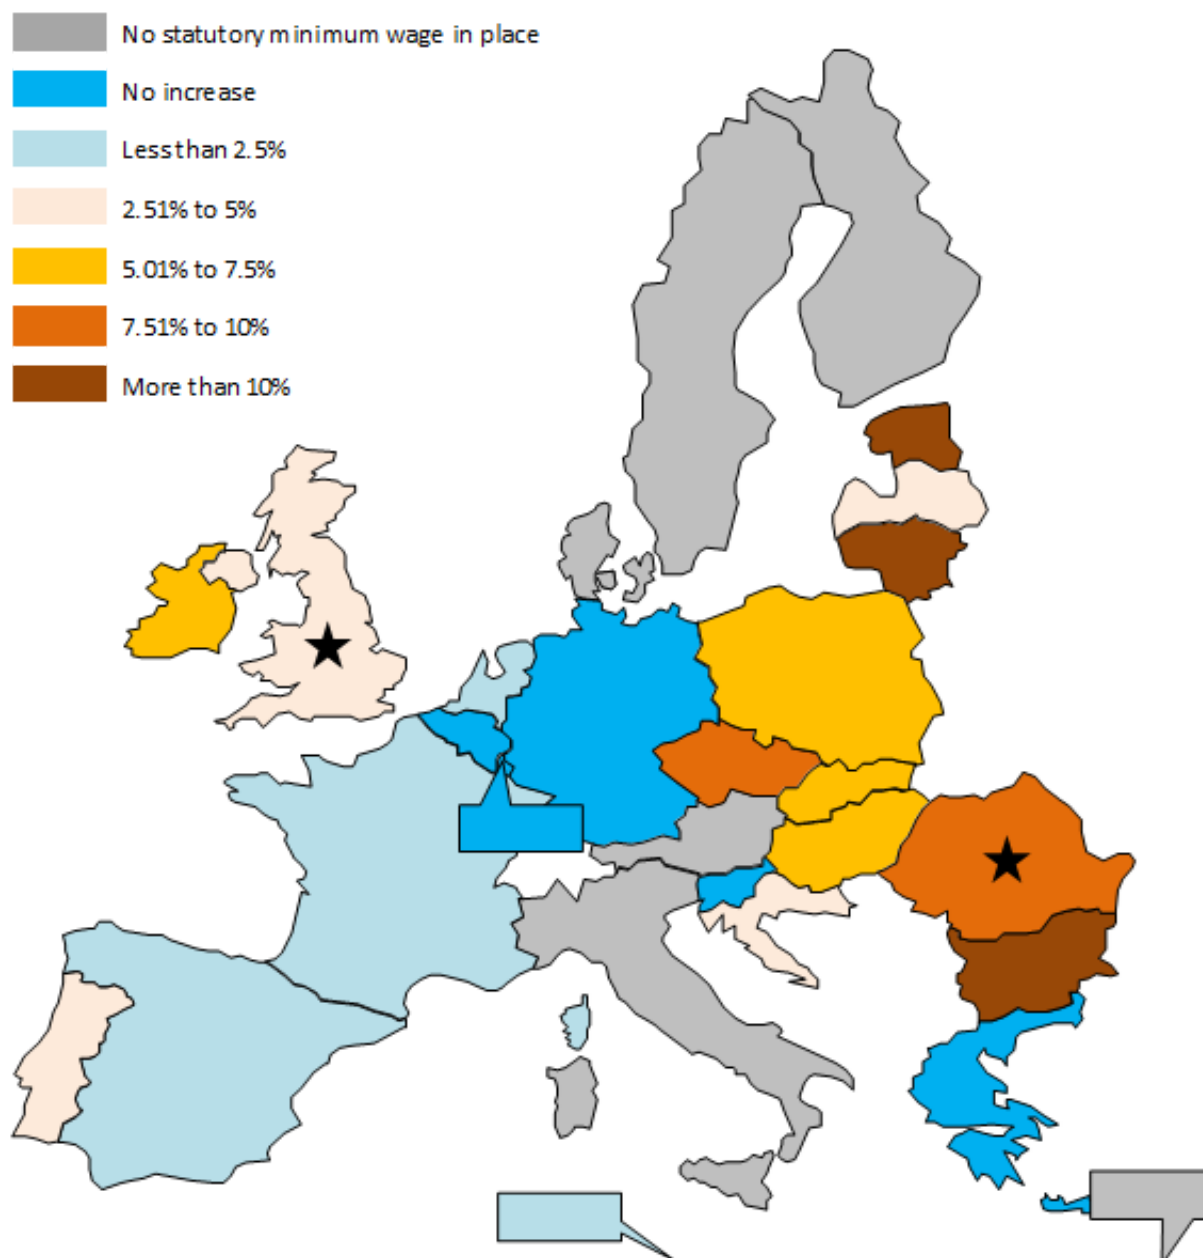 No statutory minimum wage in place
No increase
Less than 2.5%
2.51% to 5%
5.01% to 7.5%
7.51% to 10%
More than 10%